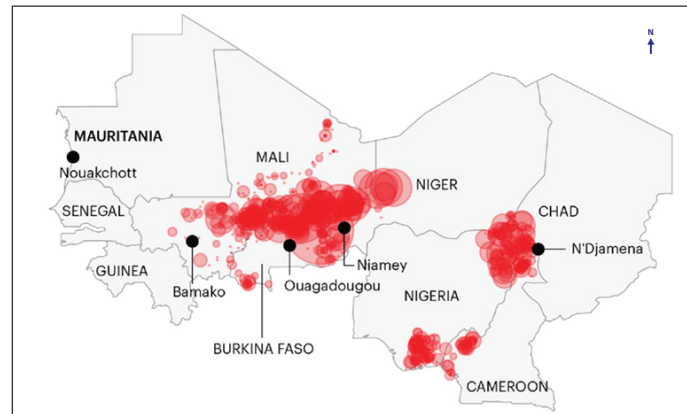 N
MAURITANIA
Nouakchott
MALI
NIGER
CHAD
SENEGAL
N'Djamena
GUINEA
Niamey
Bamako
Ouagadougou
NIGERIA
BURKINA FASO
CAMEROON